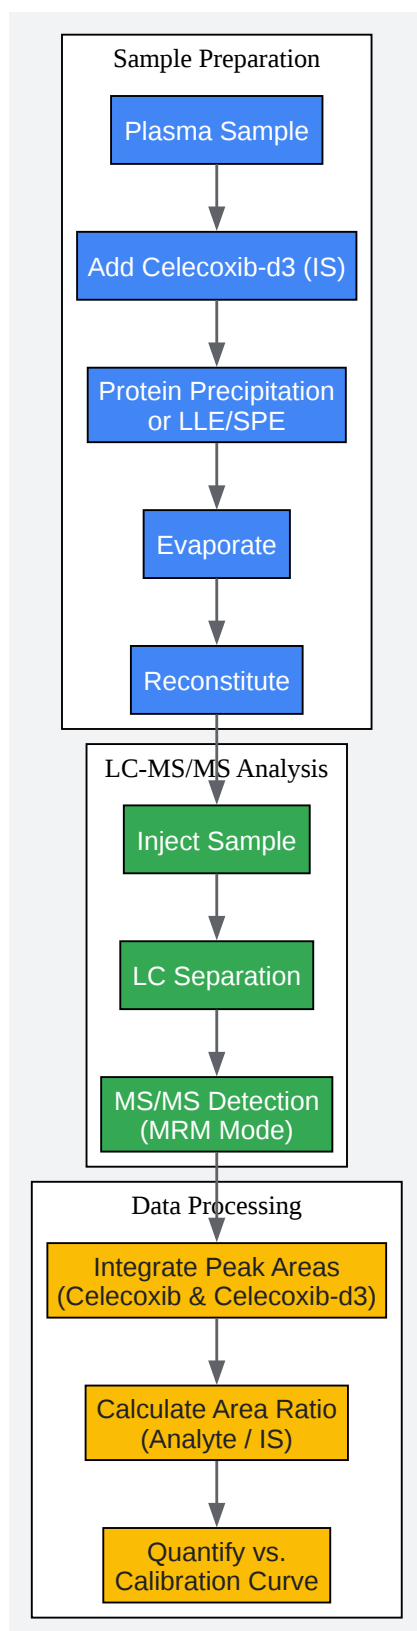 Sample Preparation
Plasma Sample
Add Celecoxib-d3 (IS)
Protein Precipitation
or LLE/SPE
Evaporate
Reconstitute
LC-MS/MS Analysis
Inject Sample
LC Separation
MS/MS Detection
(MRM Mode)
Data Processing
Integrate Peak Areas
(Celecoxib & Celecoxib-d3)
Calculate Area Ratio
(Analyte / IS)
Quantify vs.
Calibration Curve